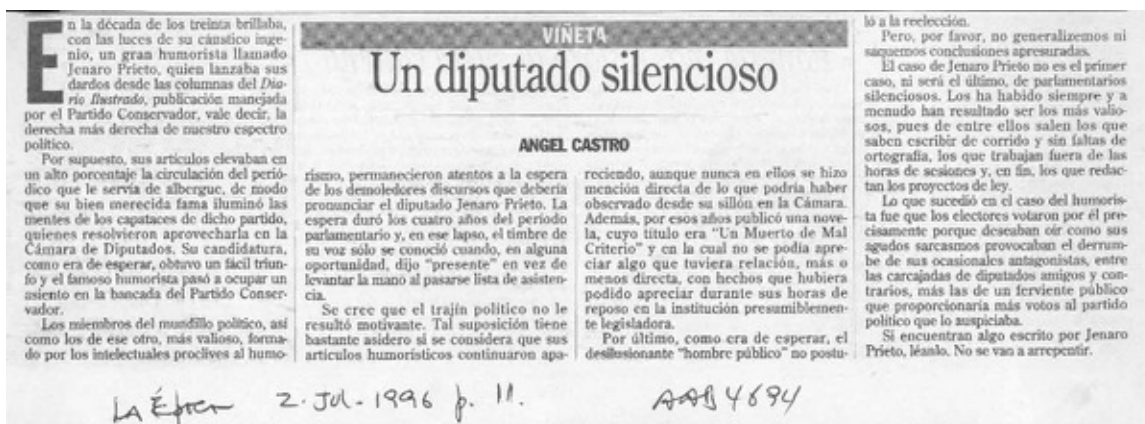 VIÑETA
Un diputado silencioso
ANGEL CASTRO
En la década de los treinta brillaba,
con las luces de su cáustico inge-
nio, un gran humorista llamado
Jenaro Prieto, quien lanzaba sus
dardos desde las columnas del Dia-
rio Ilustrado, publicación manejada
por el Partido Conservador, vale decir, la
derecha más derecha de nuestro espectro
político.
Por supuesto, sus artículos elevaban en
un alto porcentaje la circulación del perió-
dico que le servía de albergue, de modo
que su bien merecida fama iluminó las
mentes de los capataces de dicho partido,
quienes resolvieron aprovecharla en la
Cámara de Diputados. Su candidatura,
como era de esperar, obtuvo un fácil triun-
fo y el famoso humorista pasó a ocupar un
asiento en la bancada del Partido Conser-
vador.
Los miembros del mundillo político, así
como los de ese otro, más valioso, forma-
do por los intelectuales proclives al humo-
rismo, permanecieron atentos a la espera
de los demoledores discursos que debería
pronunciar el diputado Jenaro Prieto. La
espera duró los cuatro años del período
parlamentario y, en ese lapso, el timbre de
su voz sólo se conoció cuando, en alguna
oportunidad, dijo "presente" en vez de
levantar la mano al pasarse lista de asisten-
cia.
Se cree que el trajín político no le
resultó motivante. Tal suposición tiene
bastante asidero si se considera que sus
artículos humorísticos continuaron apa-
reciendo, aunque nunca en ellos se hizo
mención directa de lo que podría haber
observado desde su sillón en la Cámara.
Además, por esos años publicó una nove-
la, cuyo título era "Un Muerto de Mal
Criterio" y en la cual no se podía apre-
ciar algo que tuviera relación, más o
menos directa, con hechos que hubiera
podido apreciar durante sus horas de
reposo en la institución presumiblemen-
te legisladora.
Por último, como era de esperar, el
desilusionante "hombre público" no postu-
ló a la reelección.
Pero, por favor, no generalizemos ni
saquemos conclusiones apresuradas.
El caso de Jenaro Prieto no es el primer
caso, ni será el último, de parlamentarios
silenciosos. Los ha habido siempre y a
menudo han resultado ser los más valio-
sos, pues de entre ellos salen los que
saben escribir de corrido y sin faltas de
ortografía, los que trabajan fuera de las
horas de sesiones y, en fin, los que redac-
tan los proyectos de ley.
Lo que sucedió en el caso del humoris-
ta fue que los electores votaron por él pre-
cisamente porque deseaban oír como sus
agudos sarcasmos provocaban el derrum-
be de sus ocasionales antagonistas, entre
las carcajadas de diputados amigos y con-
trarios, más las de un ferviente público
que proporcionaría más votos al partido
político que lo auspiciaba.
Si encuentran algo escrito por Jenaro
Prieto, léanlo. No se van a arrepentir.
LA Época 2. JUL. 1996 p. 11. AAB4694